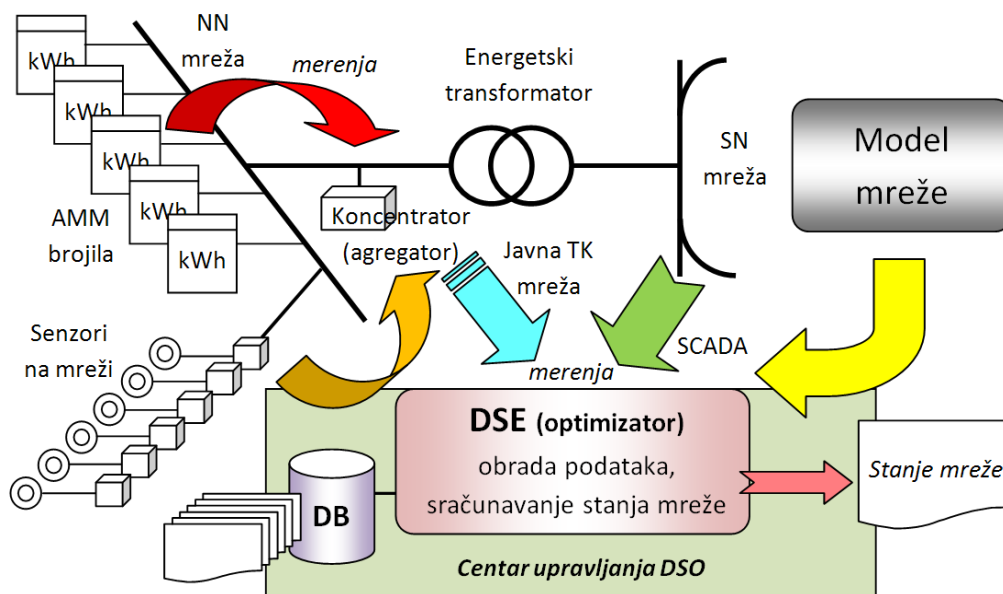 kWh
kWh
kWh
kWh
kWh
AMM
brojila
NN
mreža
merenja
Energetski
transformator
SN
mreža
Model
mreže
Koncentrator
(agregator)
Javna TK
mreža
Senzori
na mreži
SCADA
merenja
DSE (optimizator)
obrada podataka,
sračunavanje stanja mreže
DB
Stanje mreže
Centar upravljanja DSO